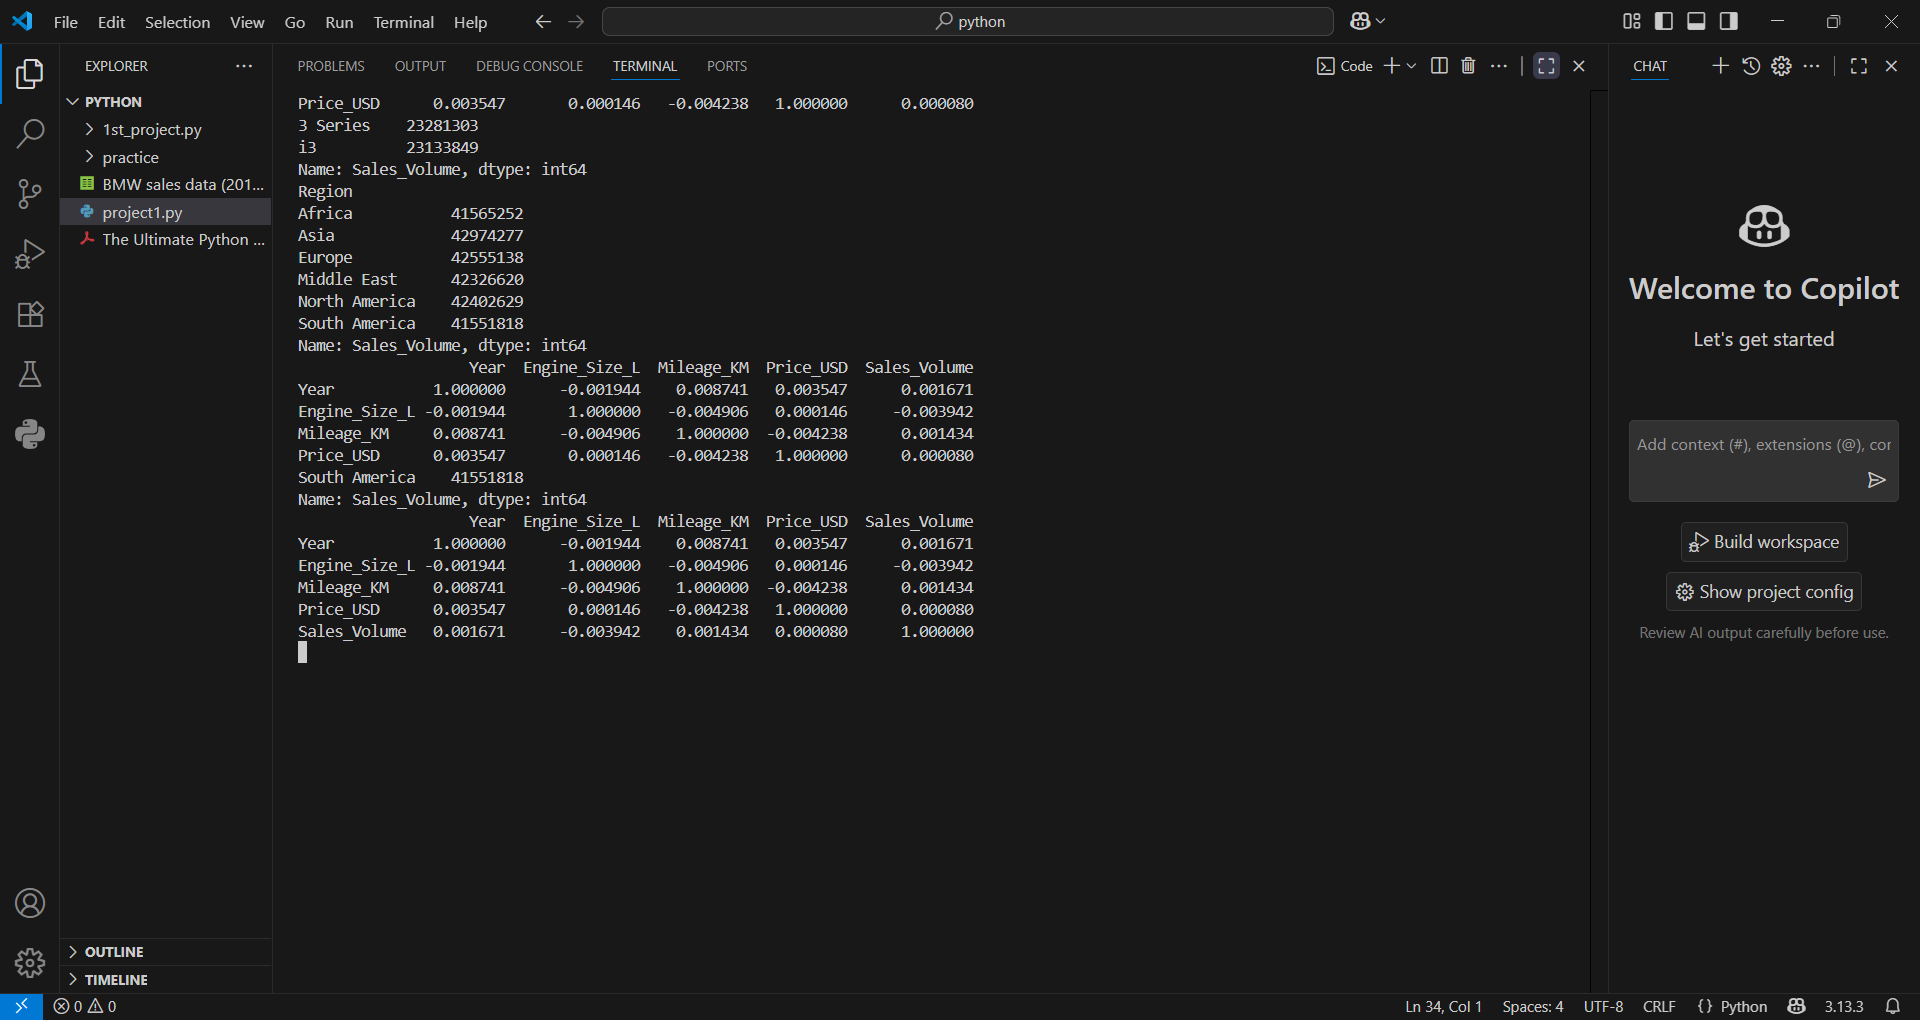 File Edit Selection View Go Run Terminal Help
python
EXPLORER
PYTHON
1st_project.py
practice
BMW sales data (201...
project1.py
The Ultimate Python ...
OUTLINE
TIMELINE
PROBLEMS OUTPUT DEBUG CONSOLE TERMINAL PORTS
Code
Price_USD 0.003547 0.000146 -0.004238 1.000000 0.000080
3 Series 23281303
i3 23133849
Name: Sales_Volume, dtype: int64
Region
Africa 41565252
Asia 42974277
Europe 42555138
Middle East 42326620
North America 42402629
South America 41551818
Name: Sales_Volume, dtype: int64
Year Engine_Size_L Mileage_KM Price_USD Sales_Volume
Year 1.000000 -0.001944 0.008741 0.003547 0.001671
Engine_Size_L -0.001944 1.000000 -0.004906 0.000146 -0.003942
Mileage_KM 0.008741 -0.004906 1.000000 -0.004238 0.001434
Price_USD 0.003547 0.000146 -0.004238 1.000000 0.000080
South America 41551818
Name: Sales_Volume, dtype: int64
Year Engine_Size_L Mileage_KM Price_USD Sales_Volume
Year 1.000000 -0.001944 0.008741 0.003547 0.001671
Engine_Size_L -0.001944 1.000000 -0.004906 0.000146 -0.003942
Mileage_KM 0.008741 -0.004906 1.000000 -0.004238 0.001434
Price_USD 0.003547 0.000146 -0.004238 1.000000 0.000080
Sales_Volume 0.001671 -0.003942 0.001434 0.000080 1.000000
CHAT
Welcome to Copilot
Let's get started
Add context (#), extensions (@), cor
Build workspace
Show project config
Review AI output carefully before use.
0 0
Ln 34, Col 1 Spaces: 4 UTF-8 CRLF {} Python 3.13.3